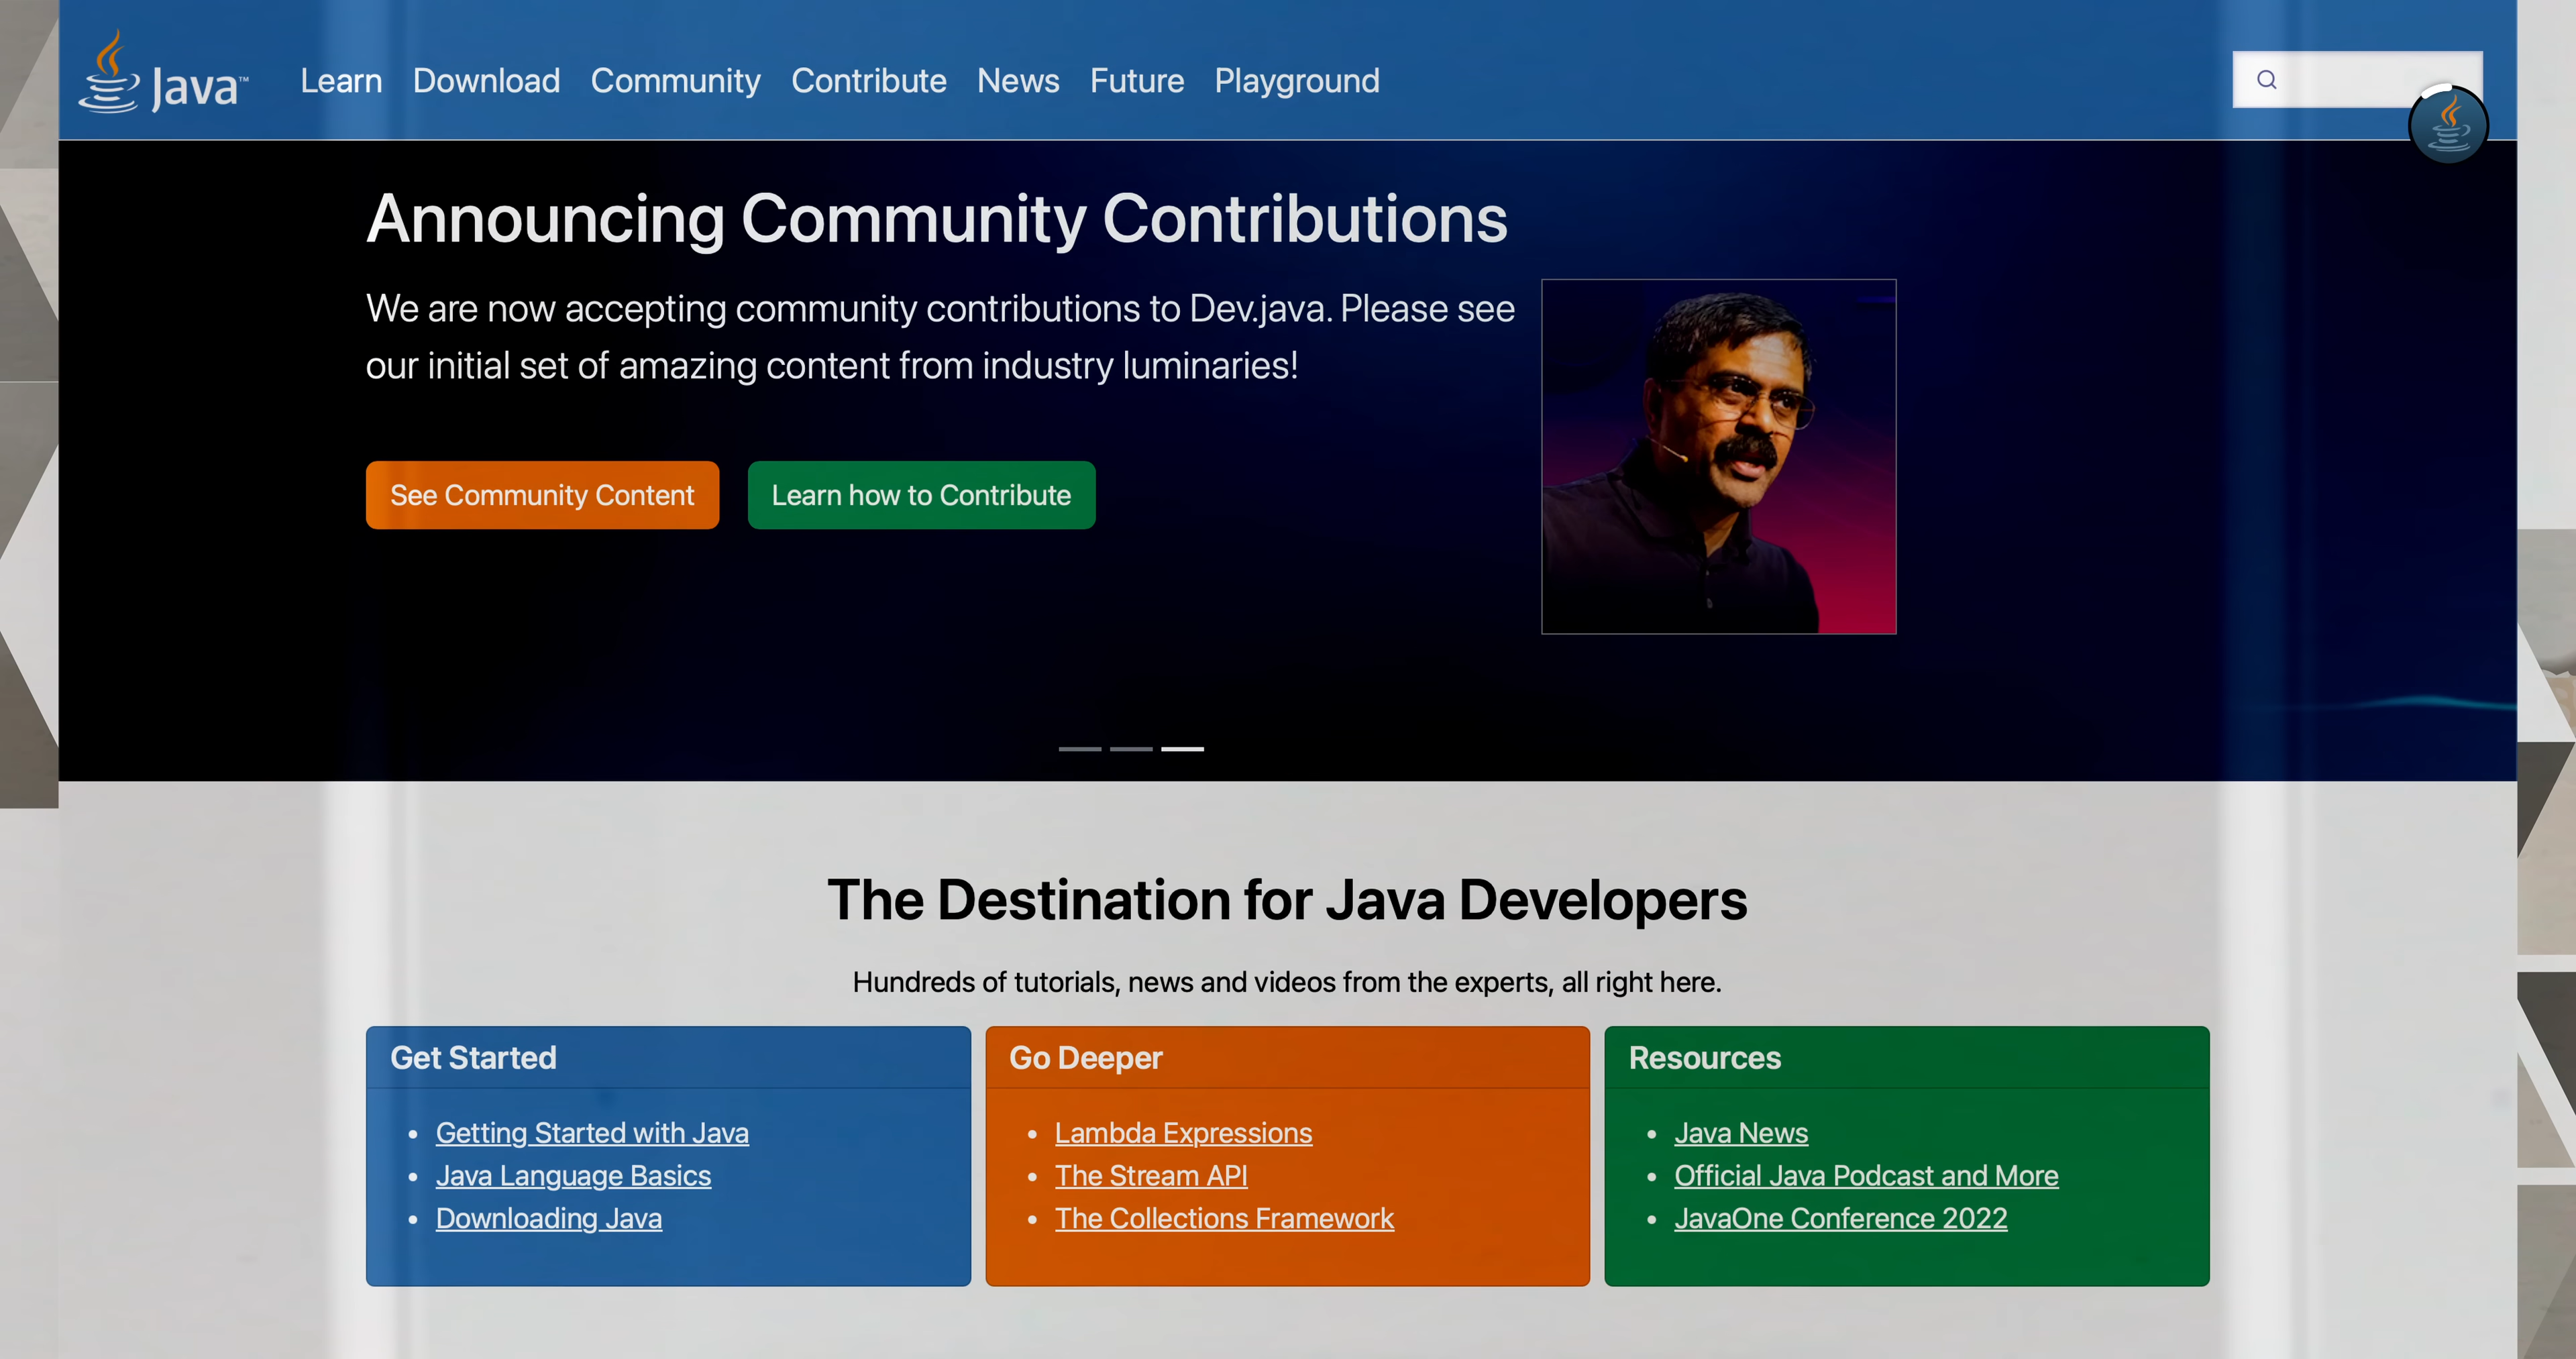 Java™
Learn Download Community Contribute News Future Playground
Announcing Community Contributions
We are now accepting community contributions to Dev.java. Please see
our initial set of amazing content from industry luminaries!
See Community Content
Learn how to Contribute
The Destination for Java Developers
Hundreds of tutorials, news and videos from the experts, all right here.
Get Started
Getting Started with Java
Java Language Basics
Downloading Java
Go Deeper
Lambda Expressions
The Stream API
The Collections Framework
Resources
Java News
Official Java Podcast and More
JavaOne Conference 2022